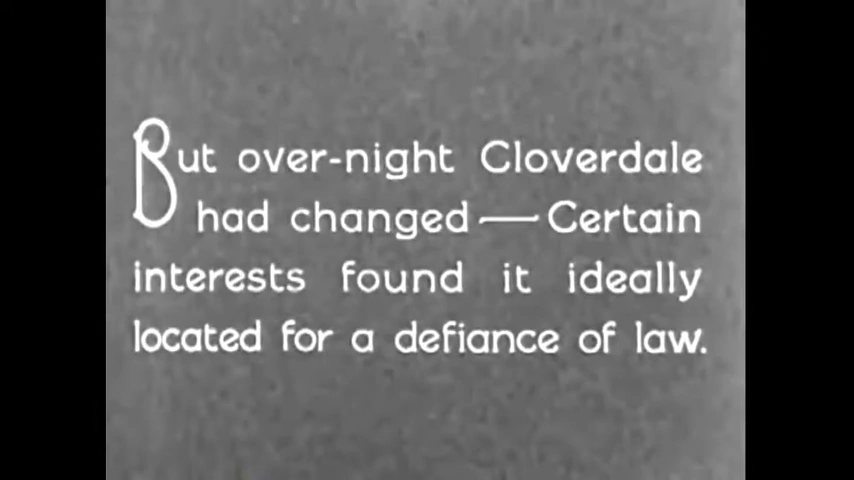 But over-night Cloverdale
had changed — Certain
interests found it ideally
located for a defiance of law.